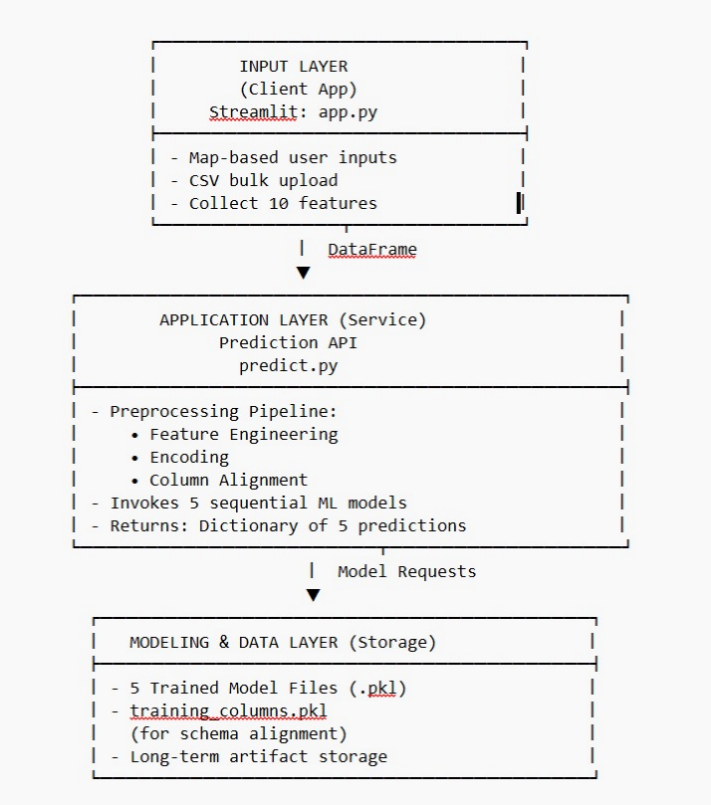 INPUT LAYER
(Client App)
Streamlit: app.py
- Map-based user inputs
- CSV bulk upload
- Collect 10 features
DataFrame
APPLICATION LAYER (Service)
Prediction API
predict.py
- Preprocessing Pipeline:
• Feature Engineering
• Encoding
• Column Alignment
- Invokes 5 sequential ML models
- Returns: Dictionary of 5 predictions
Model Requests
MODELING & DATA LAYER (Storage)
- 5 Trained Model Files (.pkl)
- training_columns.pkl
(for schema alignment)
- Long-term artifact storage